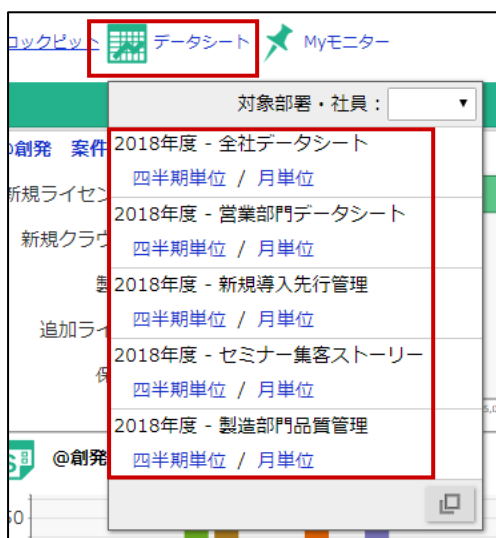 コックピット データシート Myモニター
対象部署・社員：
@創発 案件
2018年度 - 全社データシート
四半期単位 / 月単位
新規ライセン
2018年度 - 営業部門データシート
新規クラウ
四半期単位 / 月単位
製
2018年度 - 新規導入先行管理
四半期単位 / 月単位
追加ライ
2018年度 - セミナー集客ストーリー
保
四半期単位 / 月単位
2018年度 - 製造部門品質管理
@創発
四半期単位 / 月単位
50